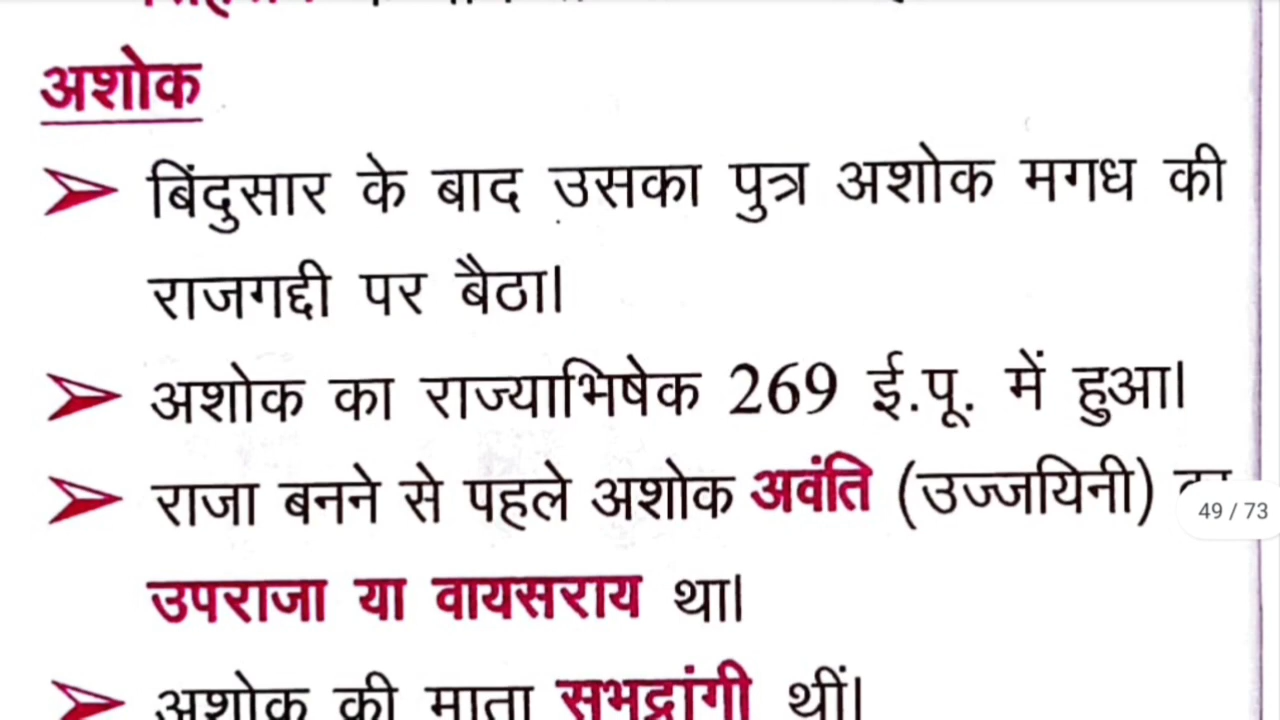 अशोक
➢ बिंदुसार के बाद उसका पुत्र अशोक मगध की
राजगद्दी पर बैठा।
➢ अशोक का राज्याभिषेक 269 ई.पू. में हुआ।
➢ राजा बनने से पहले अशोक अवंति (उज्जयिनी)
49 / 73
उपराजा या वायसराय था।
➢ अशोक की माता सुभद्रांगी थीं।